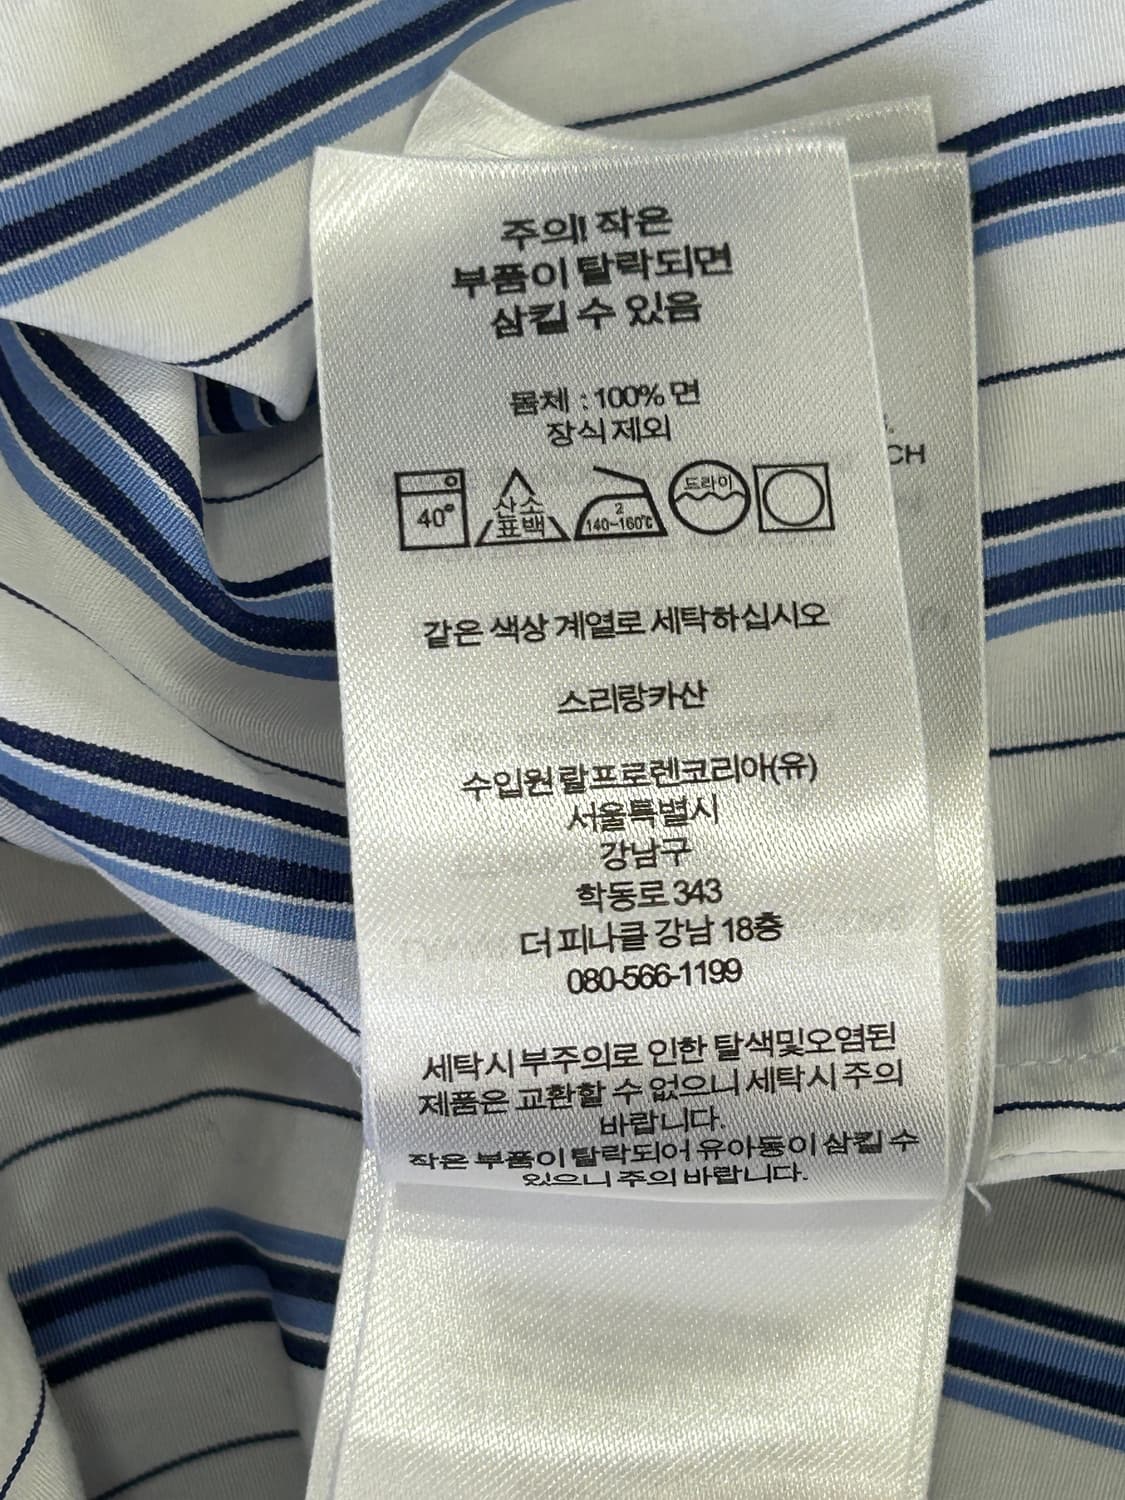 주의! 작은
부품이 탈락되면
삼킬 수 있음
몸체 : 100% 면
장식 제외
40°
산소
표백
2
140~160℃
드라이
CH
같은 색상 계열로 세탁하십시오
스리랑카산
수입원 랄프로렌코리아(유)
서울특별시
강남구
학동로 343
더 피나클 강남 18층
080-566-1199
세탁시 부주의로 인한 탈색및오염된
제품은 교환할 수 없으니 세탁시 주의
바랍니다.
작은 부품이 탈락되어 유아동이 삼킬 수
있으니 주의 바랍니다.